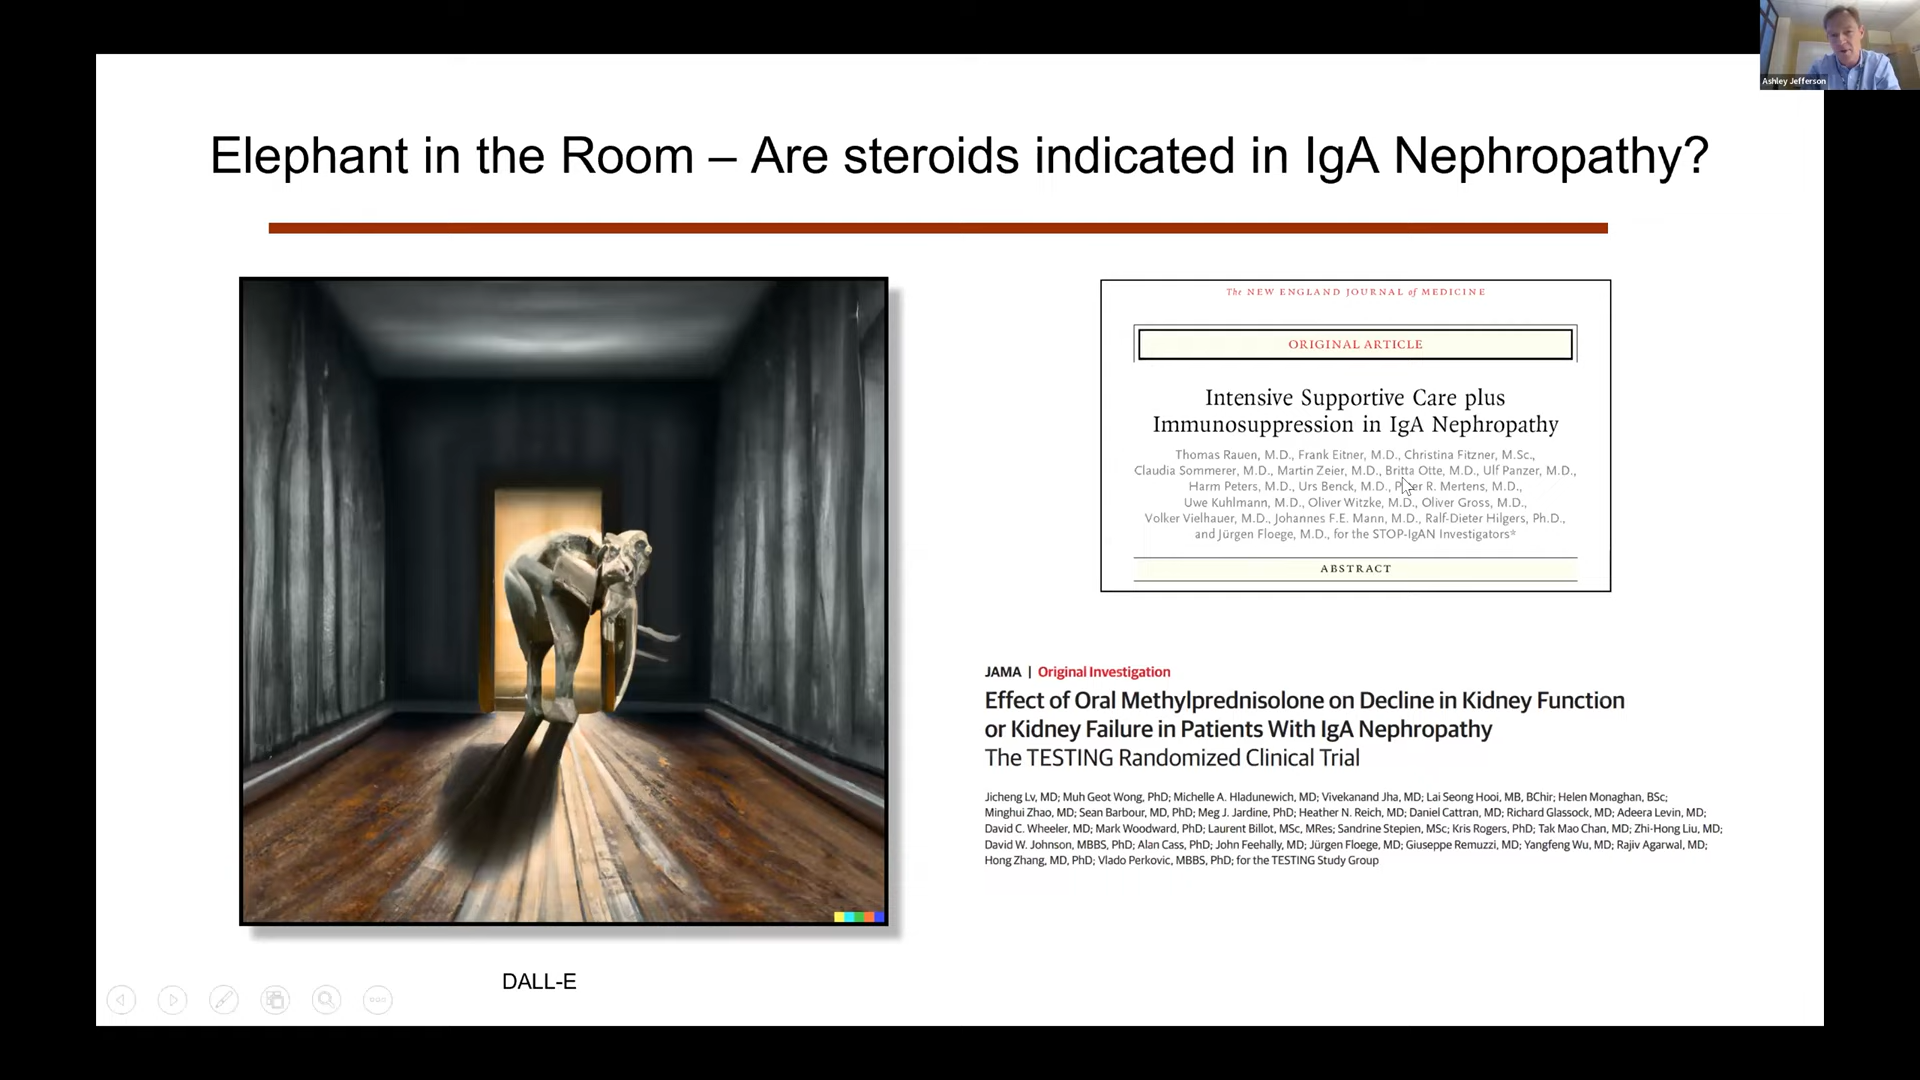 Ashley Jefferson
Elephant in the Room – Are steroids indicated in IgA Nephropathy?
The NEW ENGLAND JOURNAL of MEDICINE
ORIGINAL ARTICLE
Intensive Supportive Care plus
Immunosuppression in IgA Nephropathy
Thomas Rauen, M.D., Frank Eitner, M.D., Christina Fitzner, M.Sc.,
Claudia Sommerer, M.D., Martin Zeier, M.D., Britta Otte, M.D., Ulf Panzer, M.D.,
Harm Peters, M.D., Urs Benck, M.D., Peter R. Mertens, M.D.,
Uwe Kuhlmann, M.D., Oliver Witzke, M.D., Oliver Gross, M.D.,
Volker Vielhauer, M.D., Johannes F.E. Mann, M.D., Ralf-Dieter Hilgers, Ph.D.,
and Jürgen Floege, M.D., for the STOP-IgAN Investigators*
ABSTRACT
JAMA | Original Investigation
Effect of Oral Methylprednisolone on Decline in Kidney Function
or Kidney Failure in Patients With IgA Nephropathy
The TESTING Randomized Clinical Trial
Jicheng Lv, MD; Muh Geot Wong, PhD; Michelle A. Hladunewich, MD; Vivekanand Jha, MD; Lai Seong Hooi, MB, BChir; Helen Monaghan, BSc;
Minghui Zhao, MD; Sean Barbour, MD, PhD; Meg J. Jardine, PhD; Heather N. Reich, MD; Daniel Cattran, MD; Richard Glassock, MD; Adeera Levin, MD;
David C. Wheeler, MD; Mark Woodward, PhD; Laurent Billot, MSc, MRes; Sandrine Stepien, MSc; Kris Rogers, PhD; Tak Mao Chan, MD; Zhi-Hong Liu, MD;
David W. Johnson, MBBS, PhD; Alan Cass, PhD; John Feehally, MD; Jürgen Floege, MD; Giuseppe Remuzzi, MD; Yangfeng Wu, MD; Rajiv Agarwal, MD;
Hong Zhang, MD, PhD; Vlado Perkovic, MBBS, PhD; for the TESTING Study Group
DALL-E